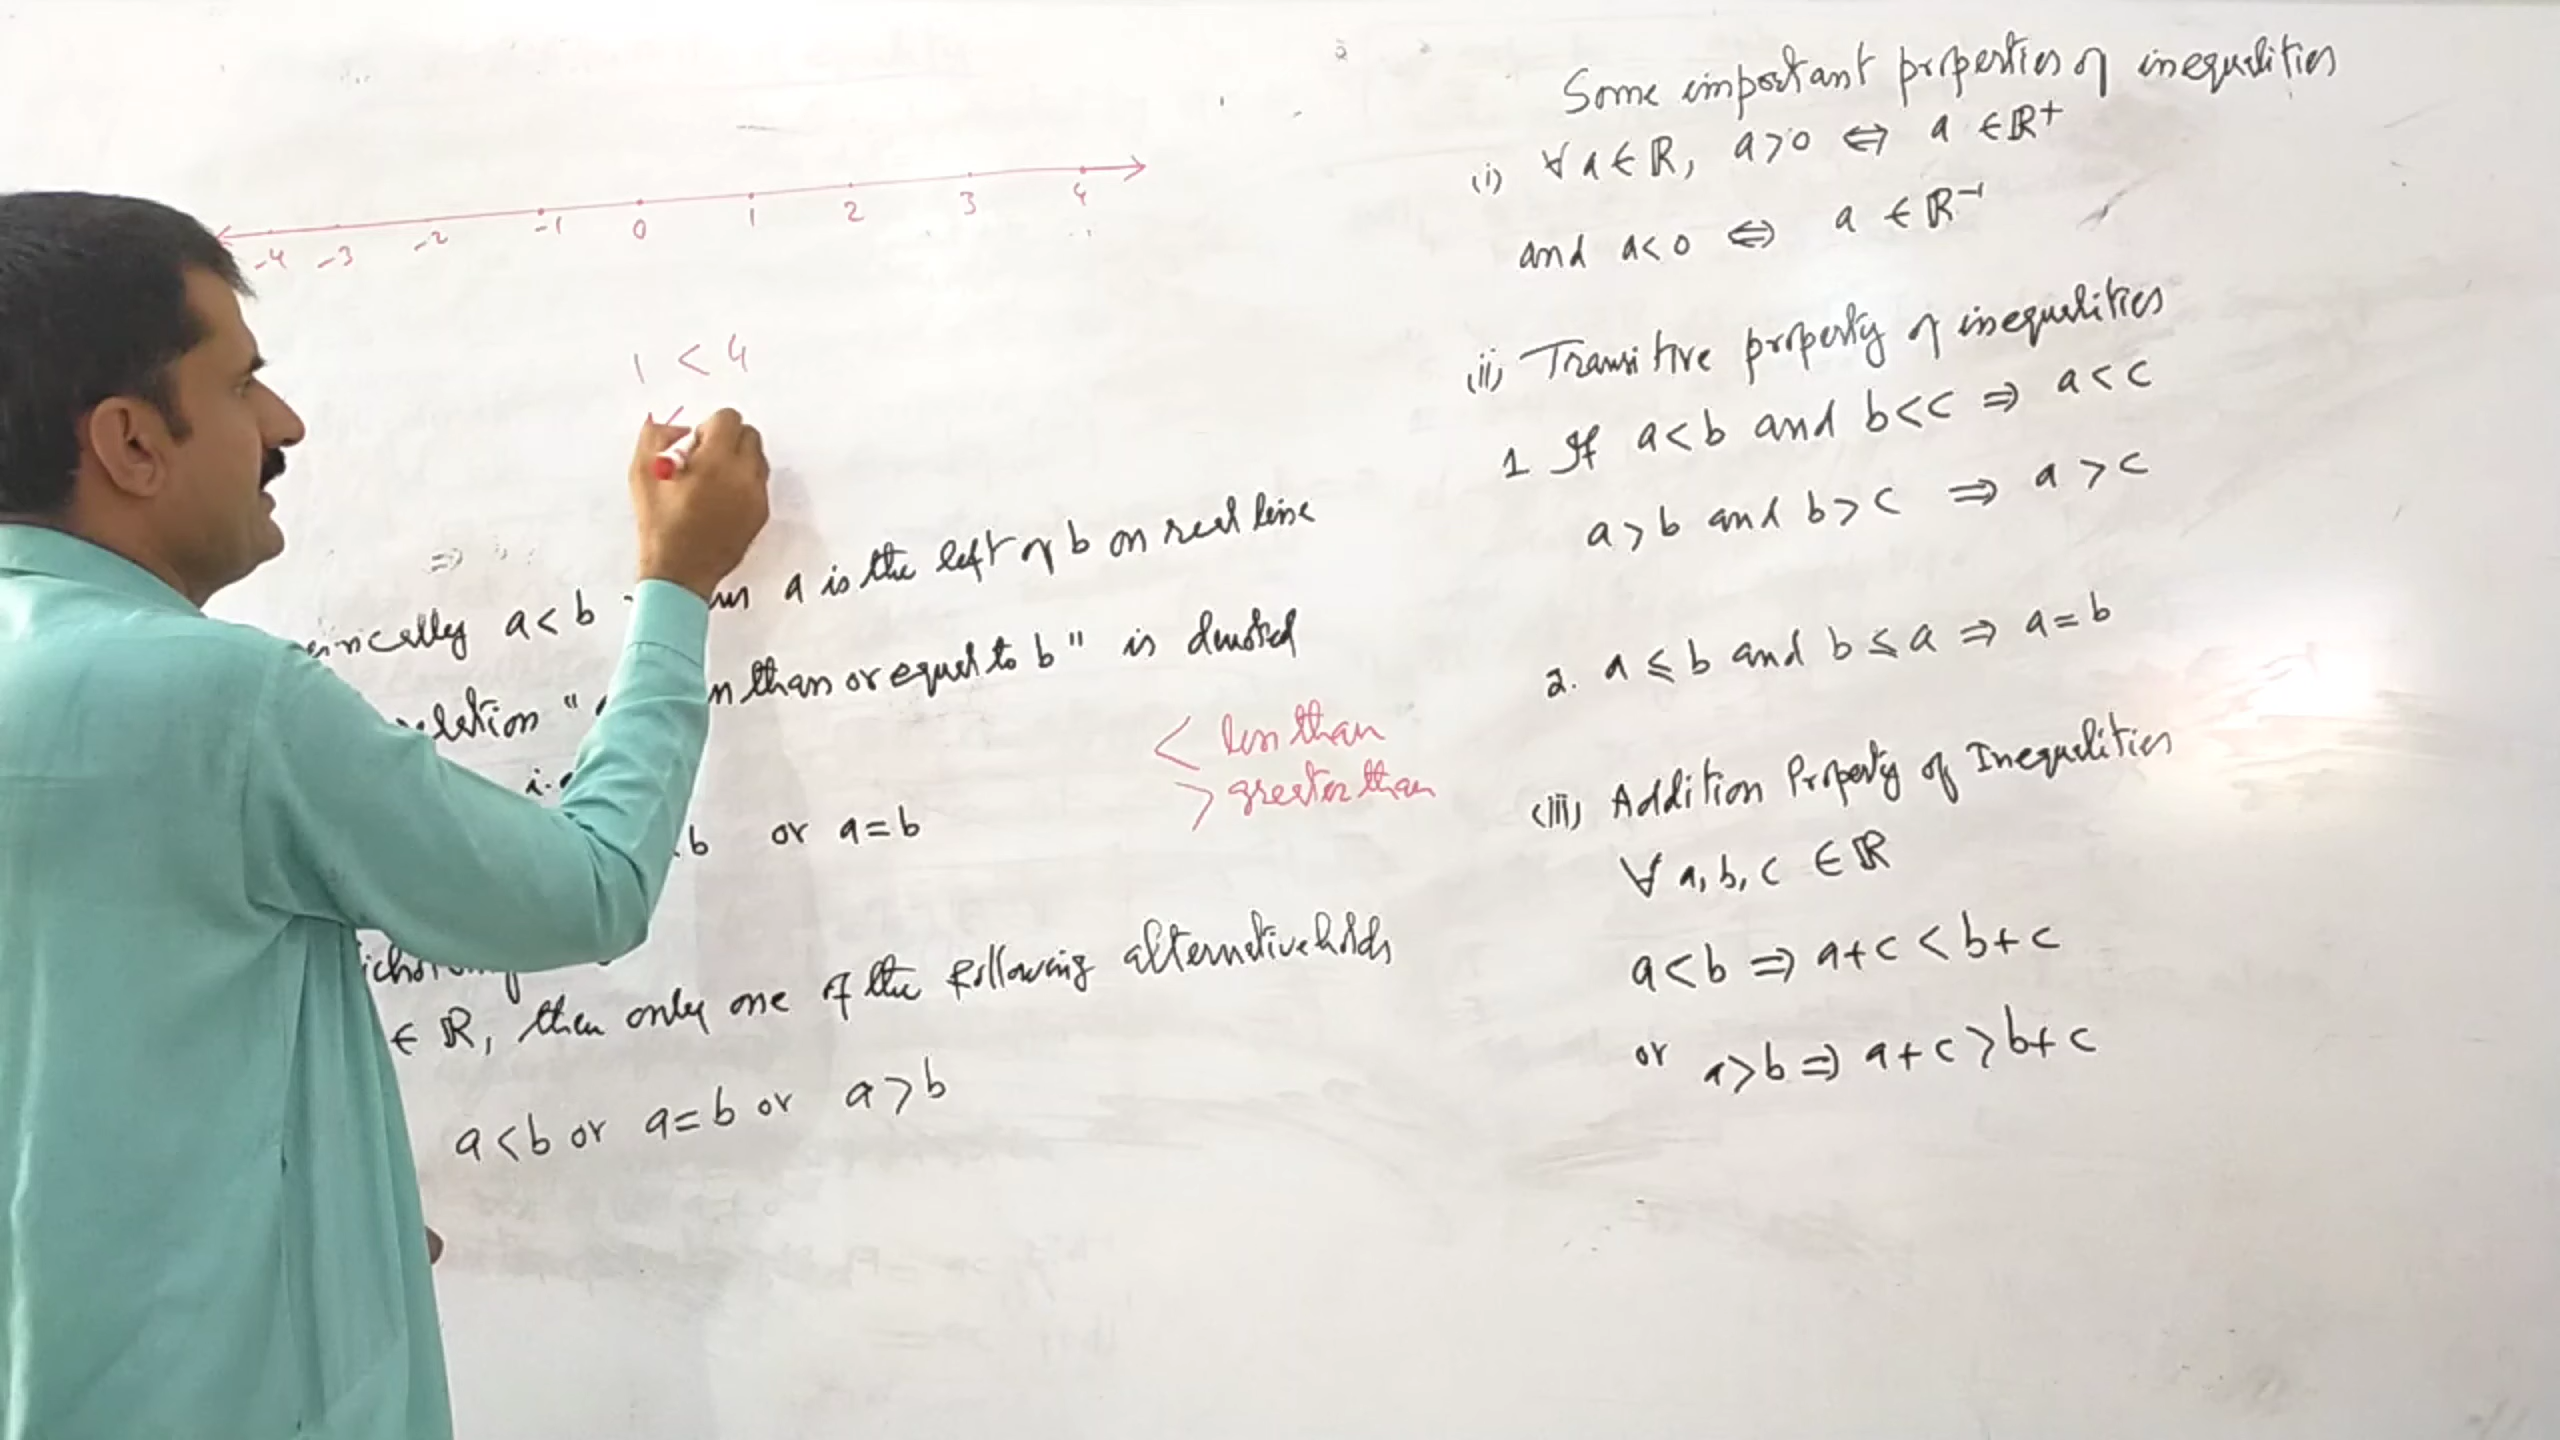 -4 -3 -2 -1 0 1 2 3 4
1 < 4
a < b a is the left of b on real line
than or equal to b" is denoted
< less than
> greater than
b or a = b
∈ ℝ, then only one of the following alternative holds
a < b or a = b or a > b
Some important properties of inequalities
(i) ∀ a ∈ ℝ, a > 0 ⇔ a ∈ ℝ+
and a < 0 ⇔ a ∈ ℝ-1
(ii) Transitive property of inequalities
1 If a < b and b < c ⇒ a < c
a > b and b > c ⇒ a > c
2. a ≤ b and b ≤ a ⇒ a = b
(iii) Addition Property of Inequalities
∀ a, b, c ∈ ℝ
a < b ⇒ a + c < b + c
or a > b ⇒ a + c > b + c